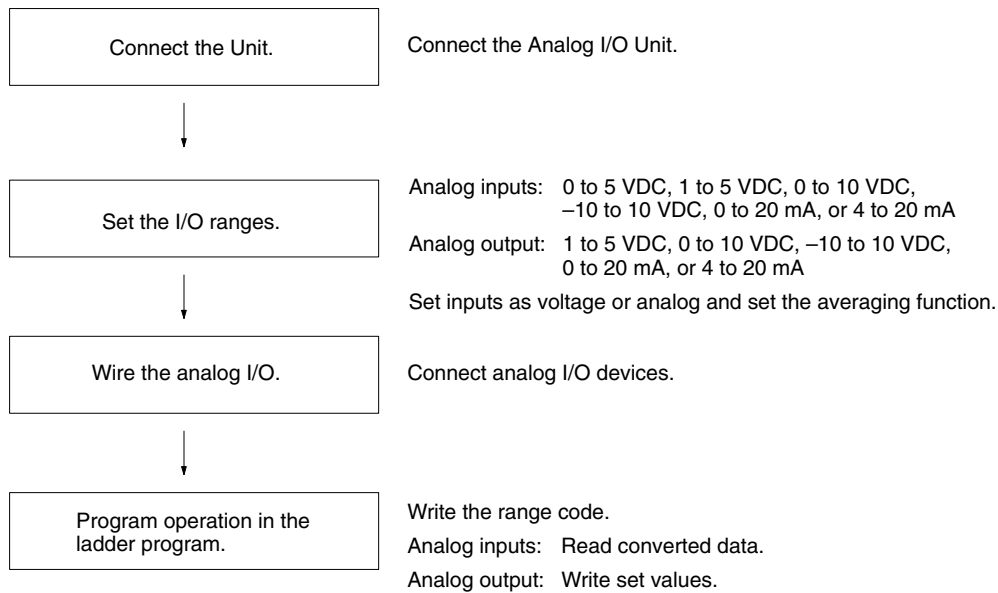 Connect the Unit.
Connect the Analog I/O Unit.
Set the I/O ranges.
Analog inputs: 0 to 5 VDC, 1 to 5 VDC, 0 to 10 VDC,
–10 to 10 VDC, 0 to 20 mA, or 4 to 20 mA
Analog output: 1 to 5 VDC, 0 to 10 VDC, –10 to 10 VDC,
0 to 20 mA, or 4 to 20 mA
Set inputs as voltage or analog and set the averaging function.
Wire the analog I/O.
Connect analog I/O devices.
Program operation in the
ladder program.
Write the range code.
Analog inputs: Read converted data.
Analog output: Write set values.